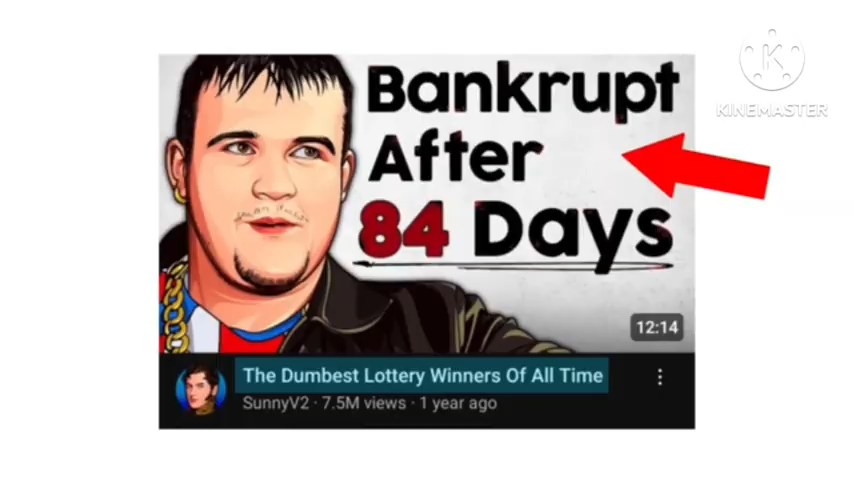 Bankrupt
After
84 Days
KINEMASTER
12:14
The Dumbest Lottery Winners Of All Time
SunnyV2 · 7.5M views · 1 year ago